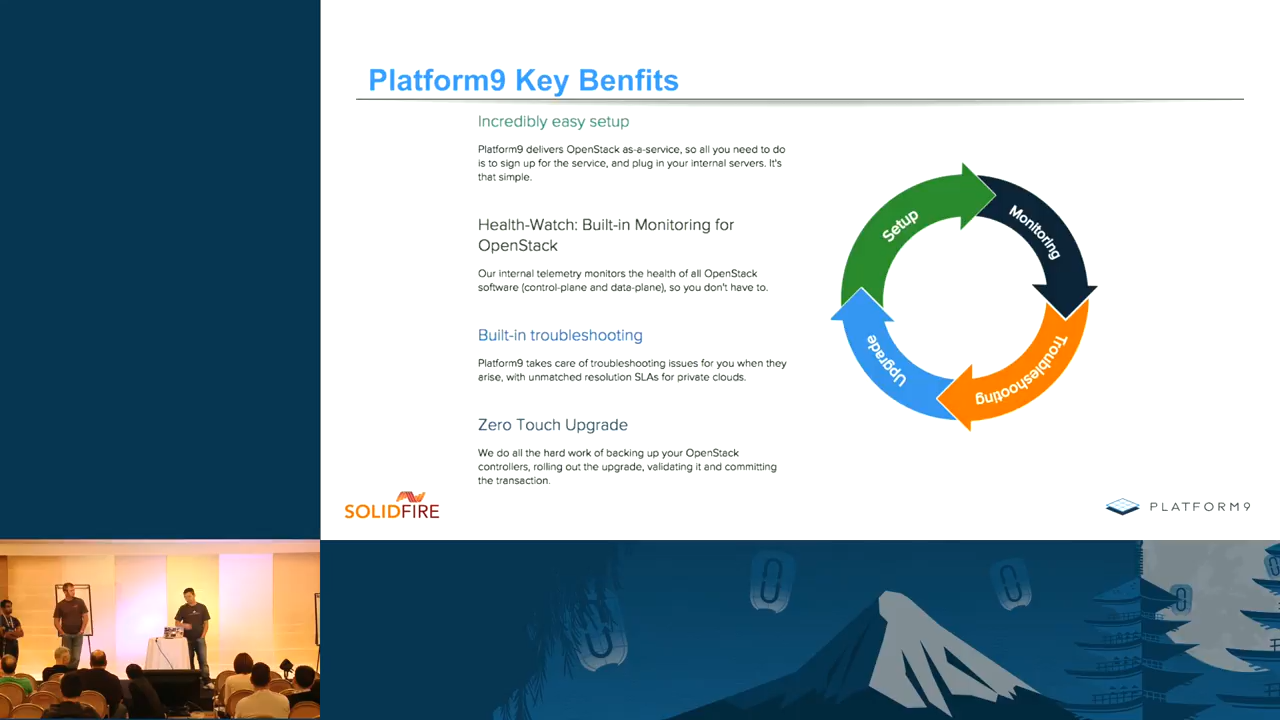 Platform9 Key Benfits
Incredibly easy setup
Platform9 delivers OpenStack as-a-service, so all you need to do
is to sign up for the service, and plug in your internal servers. It's
that simple.
Health-Watch: Built-in Monitoring for
OpenStack
Our internal telemetry monitors the health of all OpenStack
software (control-plane and data-plane), so you don't have to.
Built-in troubleshooting
Platform9 takes care of troubleshooting issues for you when they
arise, with unmatched resolution SLAs for private clouds.
Zero Touch Upgrade
We do all the hard work of backing up your OpenStack
controllers, rolling out the upgrade, validating it and committing
the transaction.
Setup
Monitoring
Troubleshooting
Upgrade
SOLIDFIRE
PLATFORM9